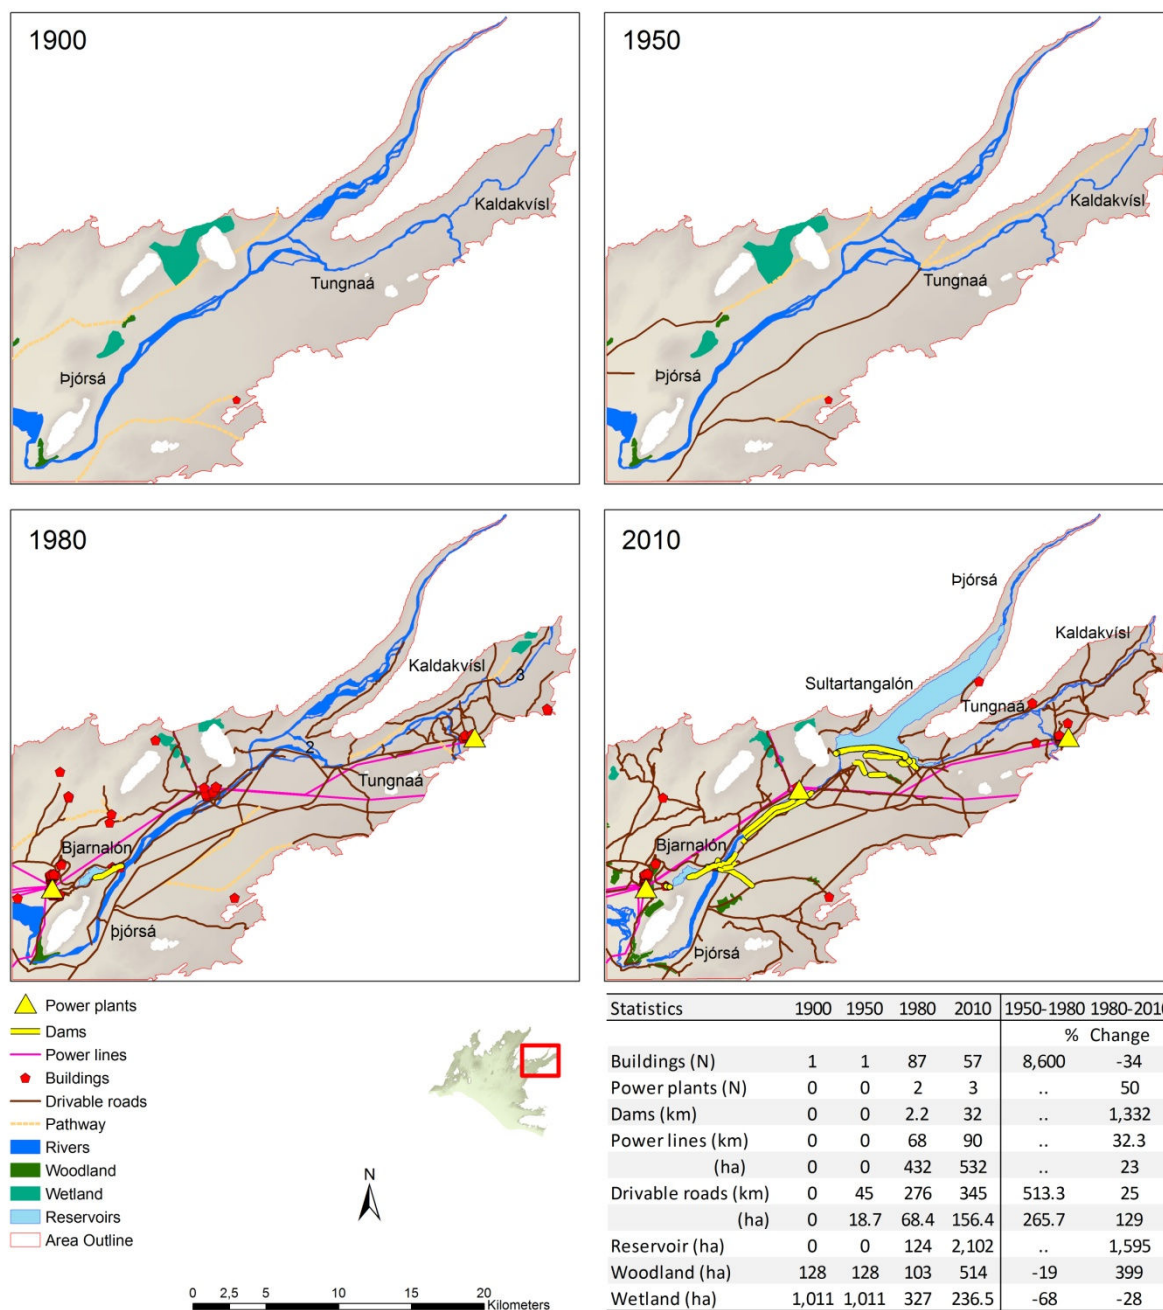 1900
Kaldakvísl
Tungnaá
Þjórsá
1950
Kaldakvísl
Tungnaá
Þjórsá
1980
Kaldakvísl
3
2
Tungnaá
Bjarnalón
þjórsá
2010
Þjórsá
Kaldakvísl
Sultartangalón
Tungnaá
Bjarnalón
Þjórsá
Power plants
Dams
Power lines
Buildings
Drivable roads
Pathway
Rivers
Woodland
Wetland
Reservoirs
Area Outline
N
0 2,5 5 10 15 20
Kilometers
Statistics 1900 1950 1980 2010 1950-1980 1980-2010
% Change
Buildings (N) 1 1 87 57 8,600 -34
Power plants (N) 0 0 2 3 .. 50
Dams (km) 0 0 2.2 32 .. 1,332
Power lines (km) 0 0 68 90 .. 32.3
(ha) 0 0 432 532 .. 23
Drivable roads (km) 0 45 276 345 513.3 25
(ha) 0 18.7 68.4 156.4 265.7 129
Reservoir (ha) 0 0 124 2,102 .. 1,595
Woodland (ha) 128 128 103 514 -19 399
Wetland (ha) 1,011 1,011 327 236.5 -68 -28